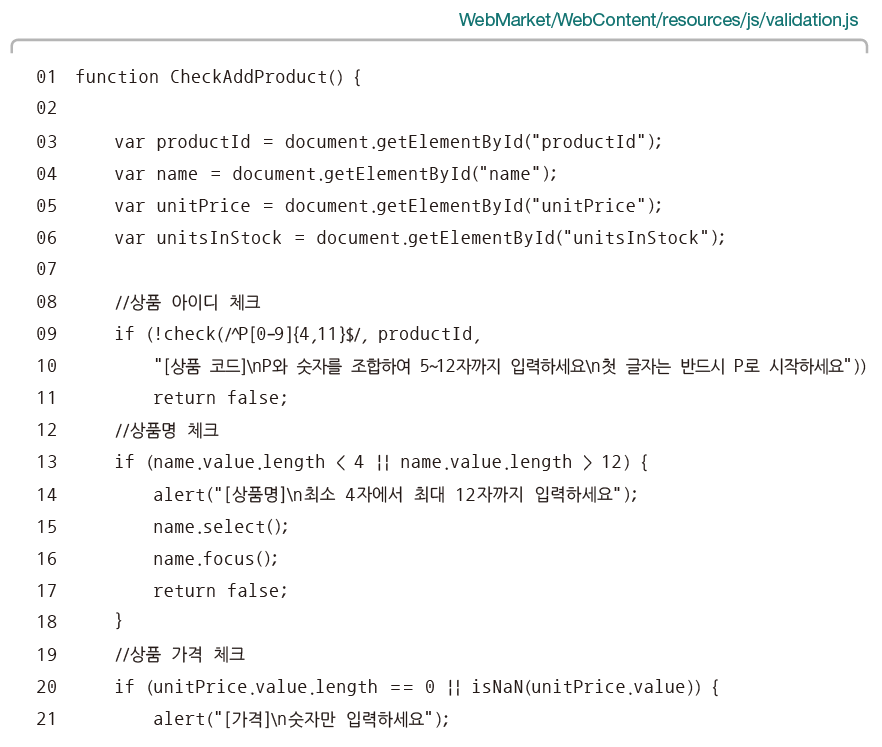 WebMarket/WebContent/resources/js/validation.js
01 function CheckAddProduct() {
02
03 var productId = document.getElementById("productId");
04 var name = document.getElementById("name");
05 var unitPrice = document.getElementById("unitPrice");
06 var unitsInStock = document.getElementById("unitsInStock");
07
08 //상품 아이디 체크
09 if (!check(/^P[0-9]{4,11}$/, productId,
10 "[상품 코드]\nP와 숫자를 조합하여 5~12자까지 입력하세요\n첫 글자는 반드시 P로 시작하세요"))
11 return false;
12 //상품명 체크
13 if (name.value.length < 4 || name.value.length > 12) {
14 alert("[상품명]\n최소 4자에서 최대 12자까지 입력하세요");
15 name.select();
16 name.focus();
17 return false;
18 }
19 //상품 가격 체크
20 if (unitPrice.value.length == 0 || isNaN(unitPrice.value)) {
21 alert("[가격]\n숫자만 입력하세요");